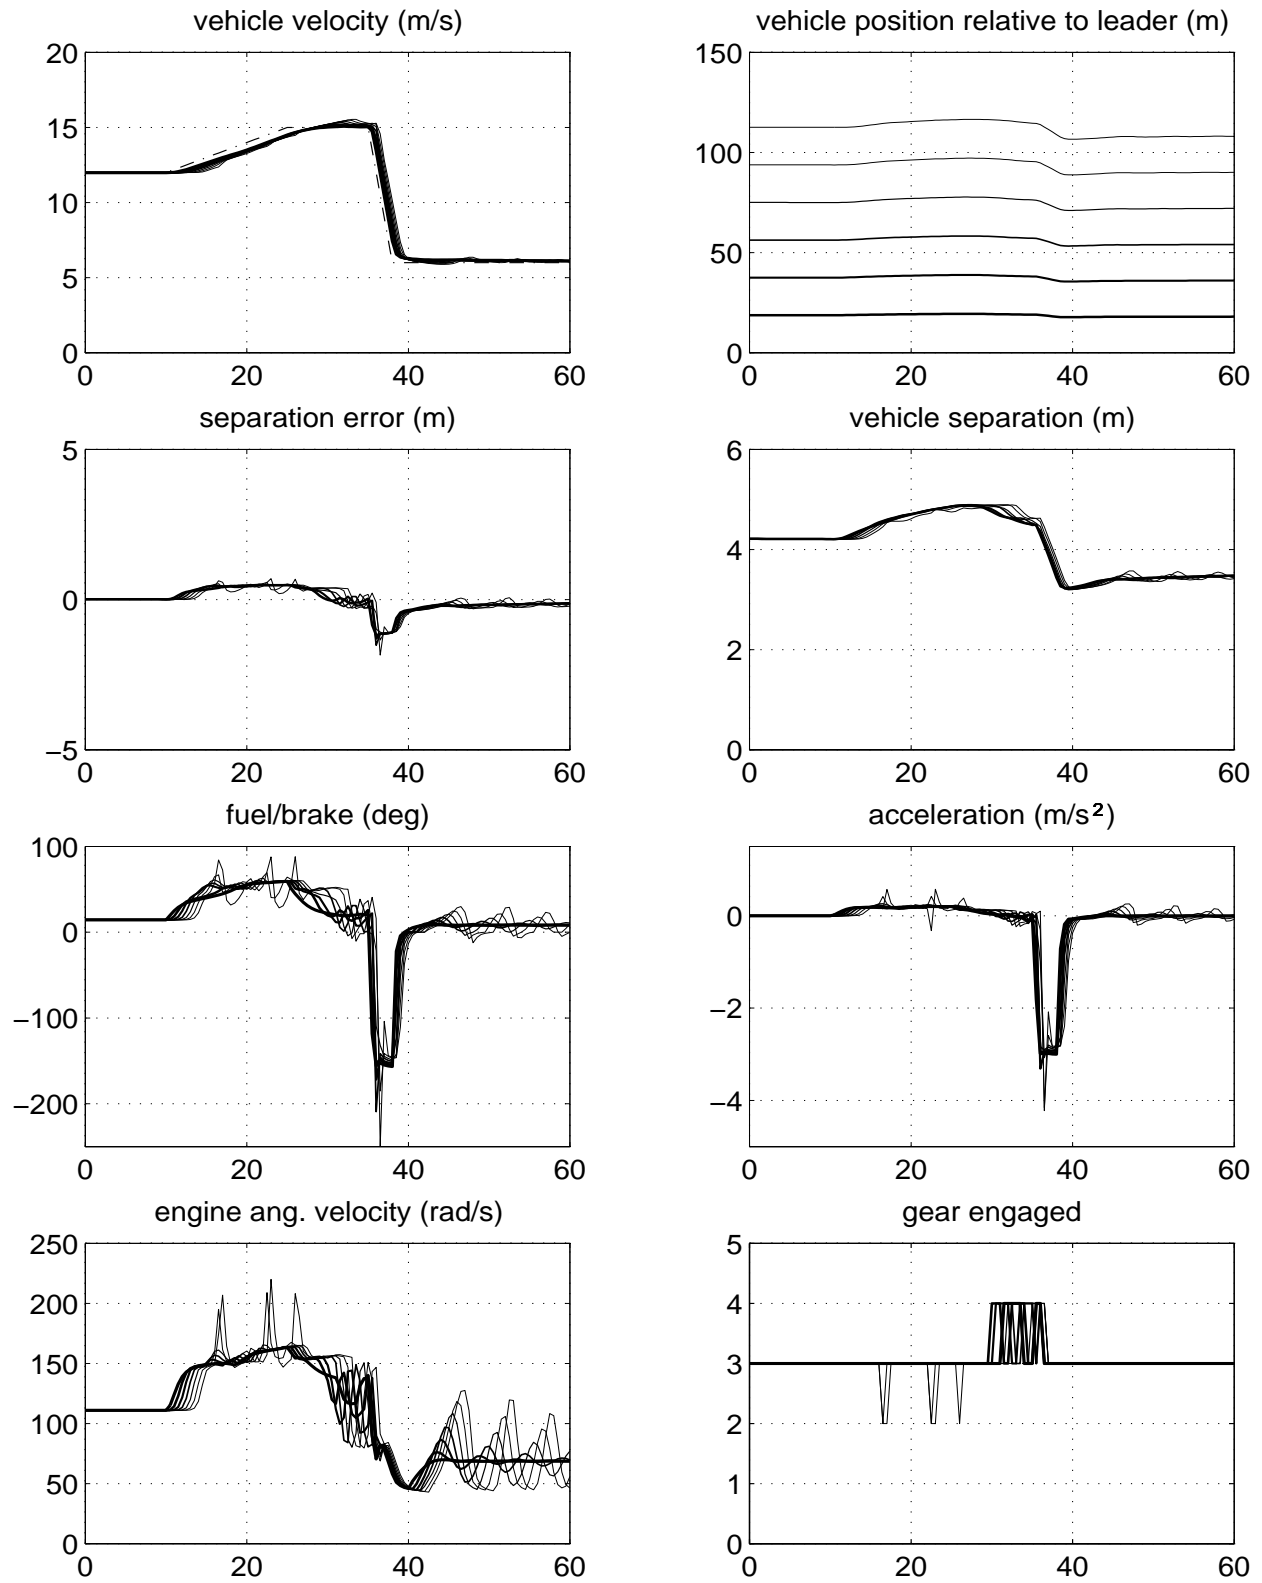 vehicle velocity (m/s)
20
15
10
5
0
0 20 40 60
vehicle position relative to leader (m)
150
100
50
0
0 20 40 60
separation error (m)
5
0
−5
0 20 40 60
vehicle separation (m)
6
4
2
0
0 20 40 60
fuel/brake (deg)
100
0
−100
−200
0 20 40 60
acceleration (m/s²)
0
−2
−4
0 20 40 60
engine ang. velocity (rad/s)
250
200
150
100
50
0
0 20 40 60
gear engaged
5
4
3
2
1
0
0 20 40 60